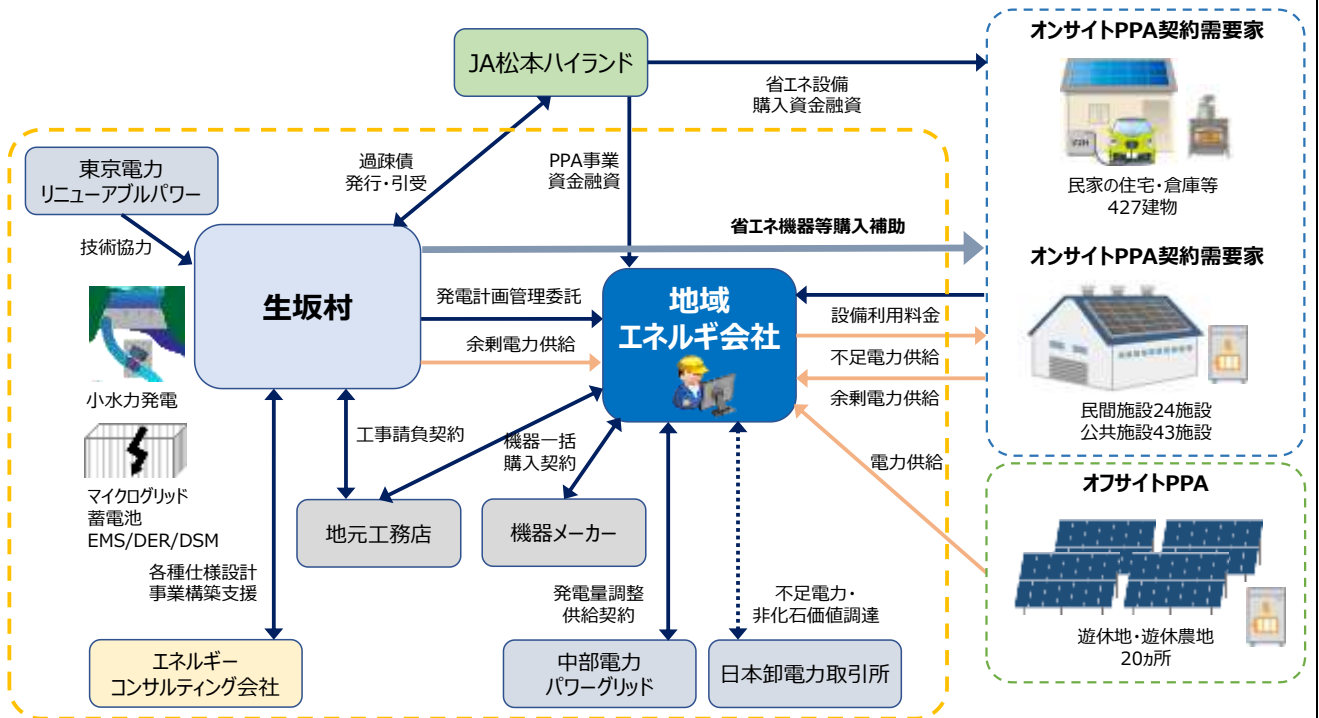 オンサイトPPA契約需要家
JA松本ハイランド
省エネ設備
購入資金融資
民家の住宅・倉庫等
427建物
東京電力
リニューアブルパワー
過疎債
発行・引受
PPA事業
資金融資
技術協力
省エネ機器等購入補助
オンサイトPPA契約需要家
生坂村
発電計画管理委託
地域
エネルギ会社
設備利用料金
余剰電力供給
不足電力供給
余剰電力供給
小水力発電
民間施設24施設
公共施設43施設
工事請負契約
機器一括
購入契約
電力供給
オフサイトPPA
マイクログリッド
蓄電池
EMS/DER/DSM
地元工務店
機器メーカー
各種仕様設計
事業構築支援
発電量調整
供給契約
不足電力・
非化石価値調達
遊休地・遊休農地
20ヵ所
エネルギー
コンサルティング会社
中部電力
パワーグリッド
日本卸電力取引所